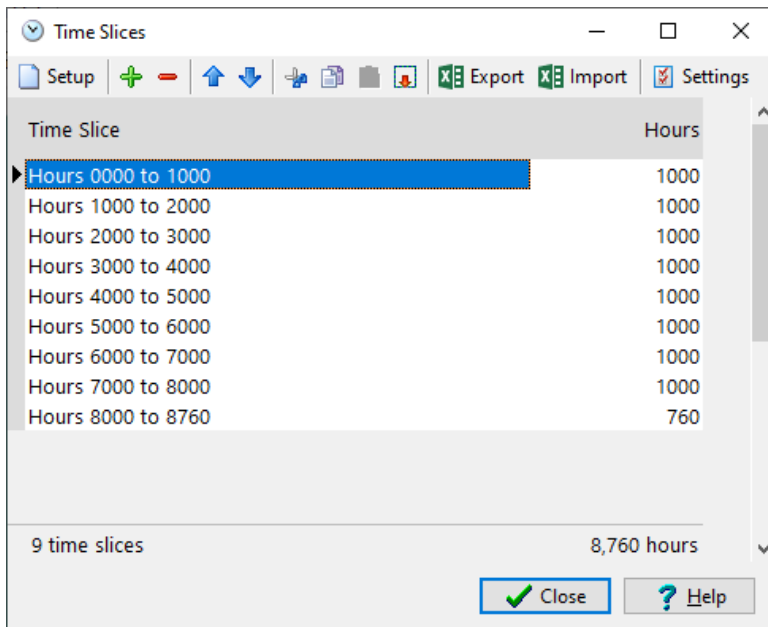 Time Slices
Setup Export Import Settings
Time Slice Hours
Hours 0000 to 1000 1000
Hours 1000 to 2000 1000
Hours 2000 to 3000 1000
Hours 3000 to 4000 1000
Hours 4000 to 5000 1000
Hours 5000 to 6000 1000
Hours 6000 to 7000 1000
Hours 7000 to 8000 1000
Hours 8000 to 8760 760
9 time slices 8,760 hours
Close Help